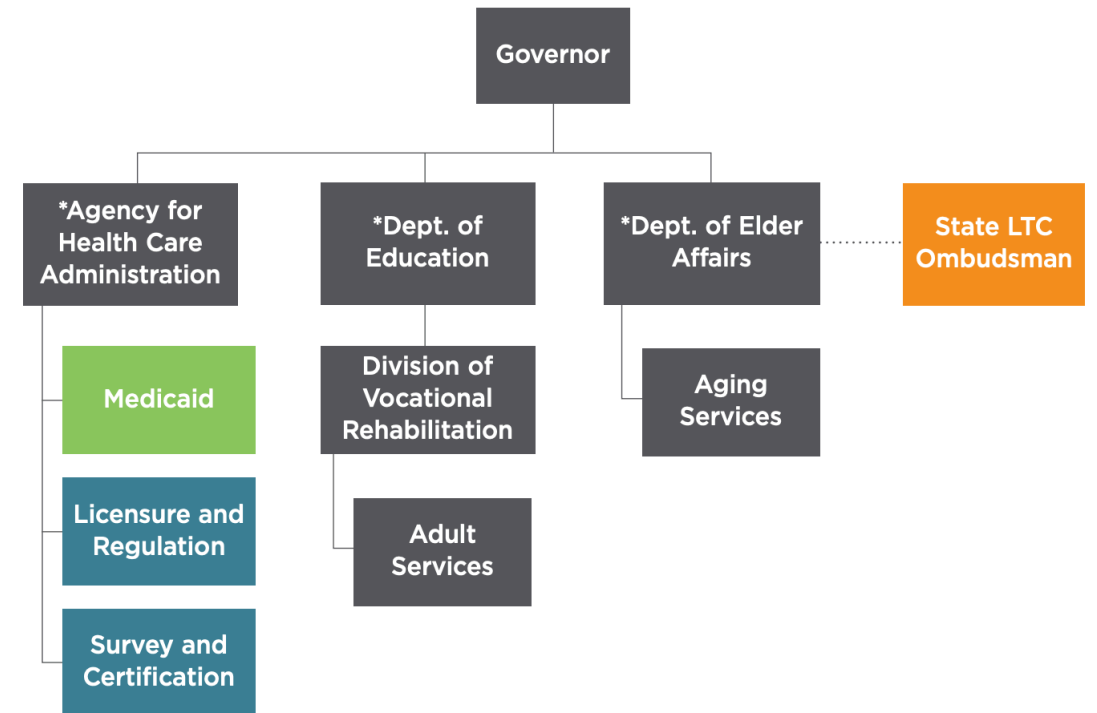 Governor
*Agency for
Health Care
Administration
*Dept. of
Education
*Dept. of Elder
Affairs
State LTC
Ombudsman
Medicaid
Division of
Vocational
Rehabilitation
Aging
Services
Licensure and
Regulation
Adult
Services
Survey and
Certification